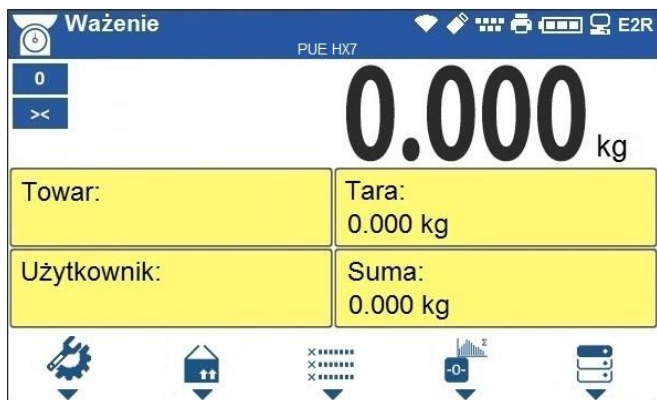 Ważenie
E2R
PUE HX7
0
><
0.000 kg
Towar:
Tara:
0.000 kg
Użytkownik:
Suma:
0.000 kg
Σ
-0-